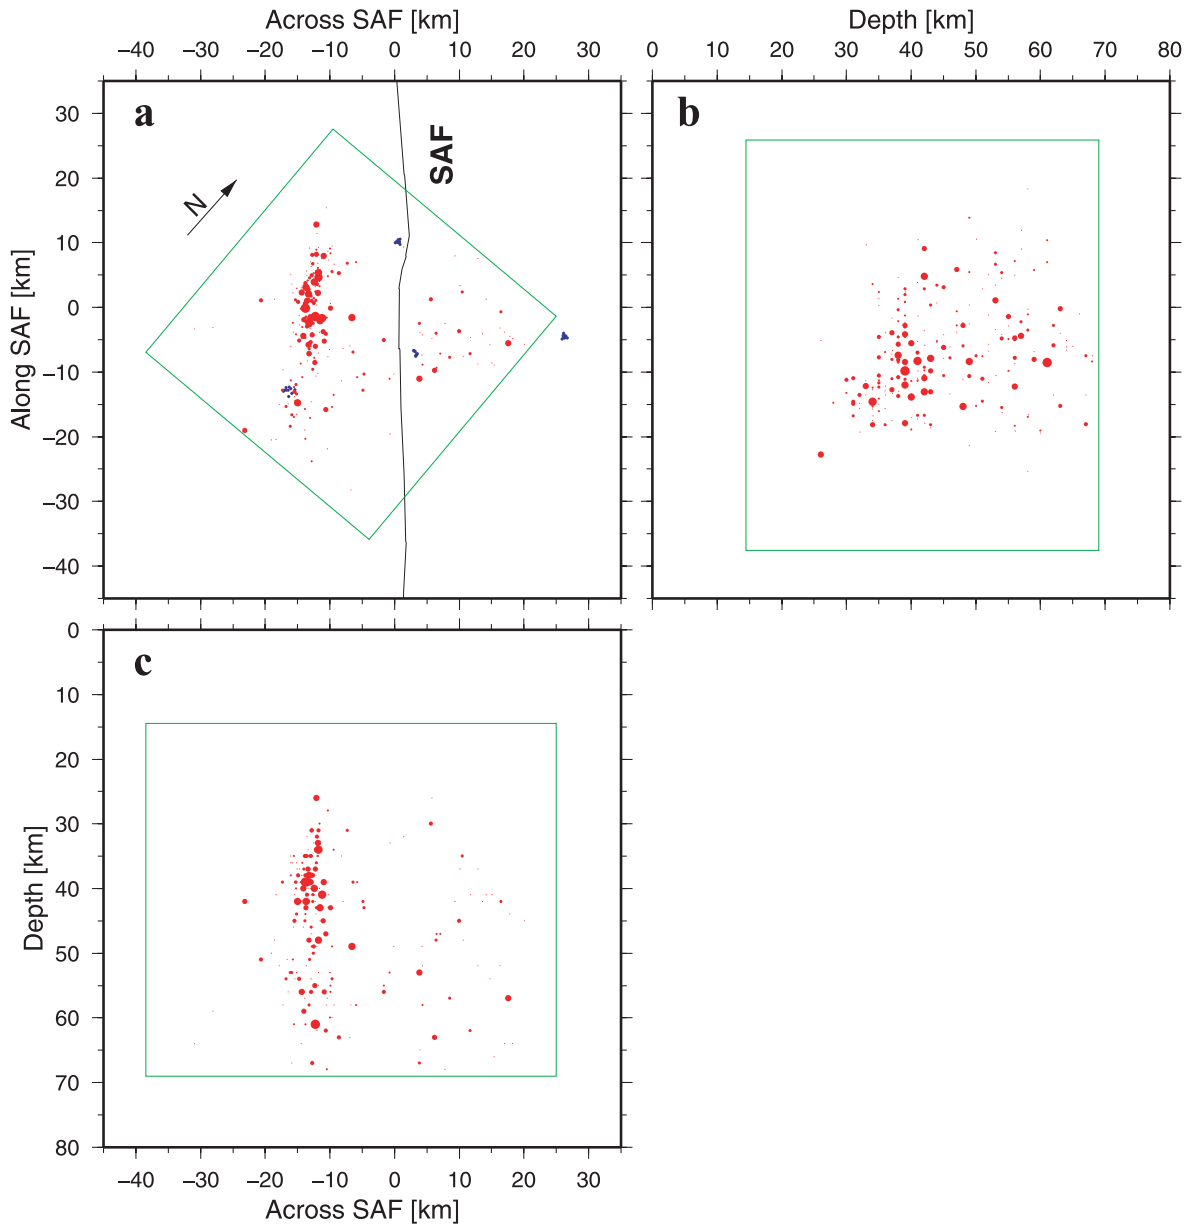 Across SAF [km]
−40 −30 −20 −10 0 10 20 30
Depth [km]
0 10 20 30 40 50 60 70 80
a
SAF
N
Along SAF [km]
30
20
10
0
−10
−20
−30
−40
b
c
Depth [km]
0
10
20
30
40
50
60
70
80
−40 −30 −20 −10 0 10 20 30
Across SAF [km]